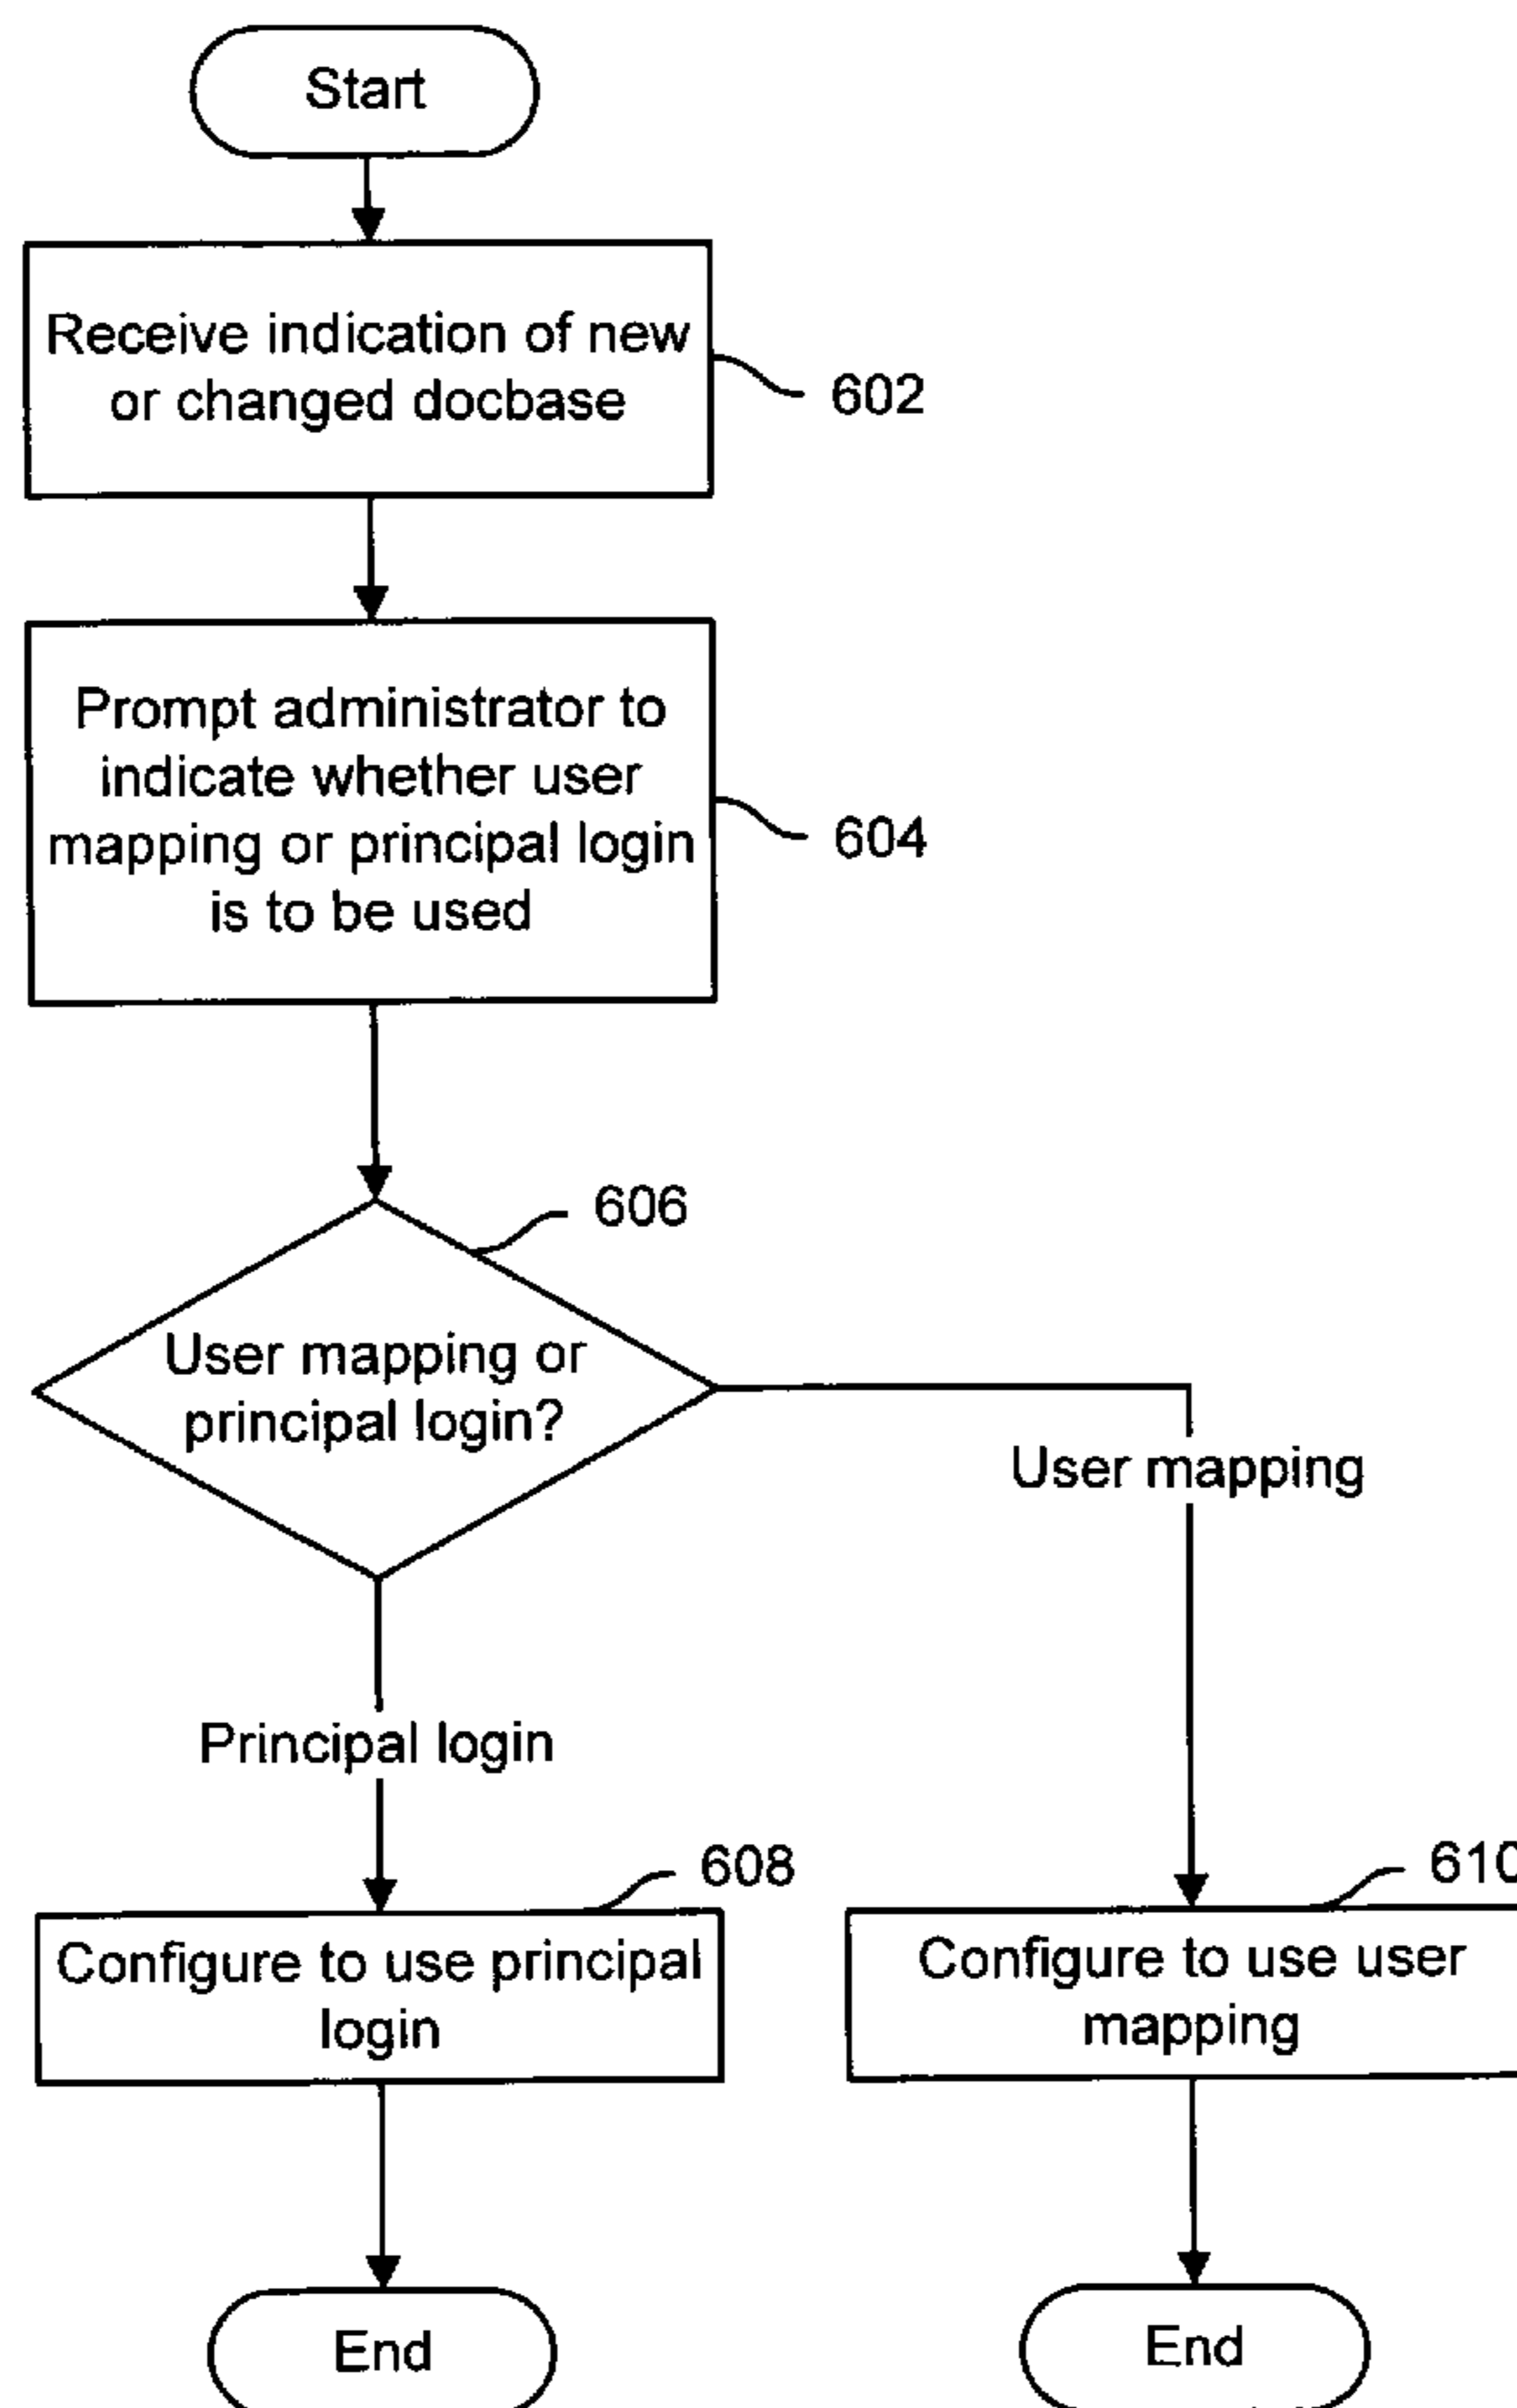 Start
Receive indication of new
or changed docbase
602
Prompt administrator to
indicate whether user
mapping or principal login
is to be used
604
606
User mapping or
principal login?
User mapping
Principal login
608
610
Configure to use principal
login
Configure to use user
mapping
End
End